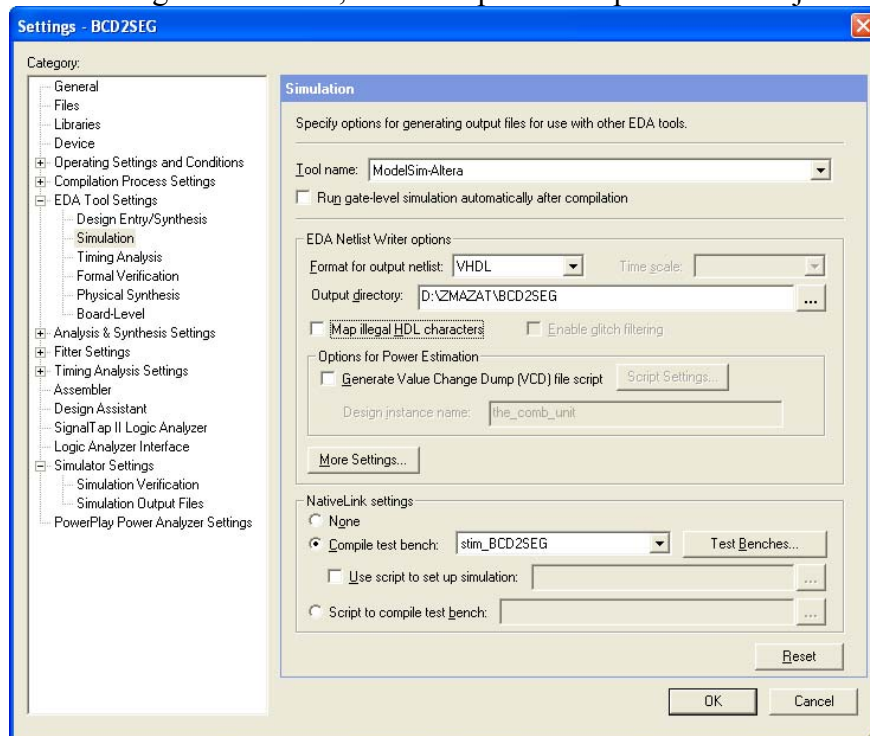 Settings - BCD2SEG
Category:
General
Files
Libraries
Device
Operating Settings and Conditions
Compilation Process Settings
EDA Tool Settings
Design Entry/Synthesis
Simulation
Timing Analysis
Formal Verification
Physical Synthesis
Board-Level
Analysis & Synthesis Settings
Fitter Settings
Timing Analysis Settings
Assembler
Design Assistant
SignalTap II Logic Analyzer
Logic Analyzer Interface
Simulator Settings
Simulation Verification
Simulation Output Files
PowerPlay Power Analyzer Settings
Simulation
Specify options for generating output files for use with other EDA tools.
Tool name: ModelSim-Altera
Run gate-level simulation automatically after compilation
EDA Netlist Writer options
Format for output netlist: VHDL Time scale:
Output directory: D:\ZMAZAT\BCD2SEG ...
Map illegal HDL characters Enable glitch filtering
Options for Power Estimation
Generate Value Change Dump (VCD) file script Script Settings...
Design instance name: the_comb_unit
More Settings...
NativeLink settings
None
Compile test bench: stim_BCD2SEG Test Benches...
Use script to set up simulation: ...
Script to compile test bench: ...
Reset
OK Cancel